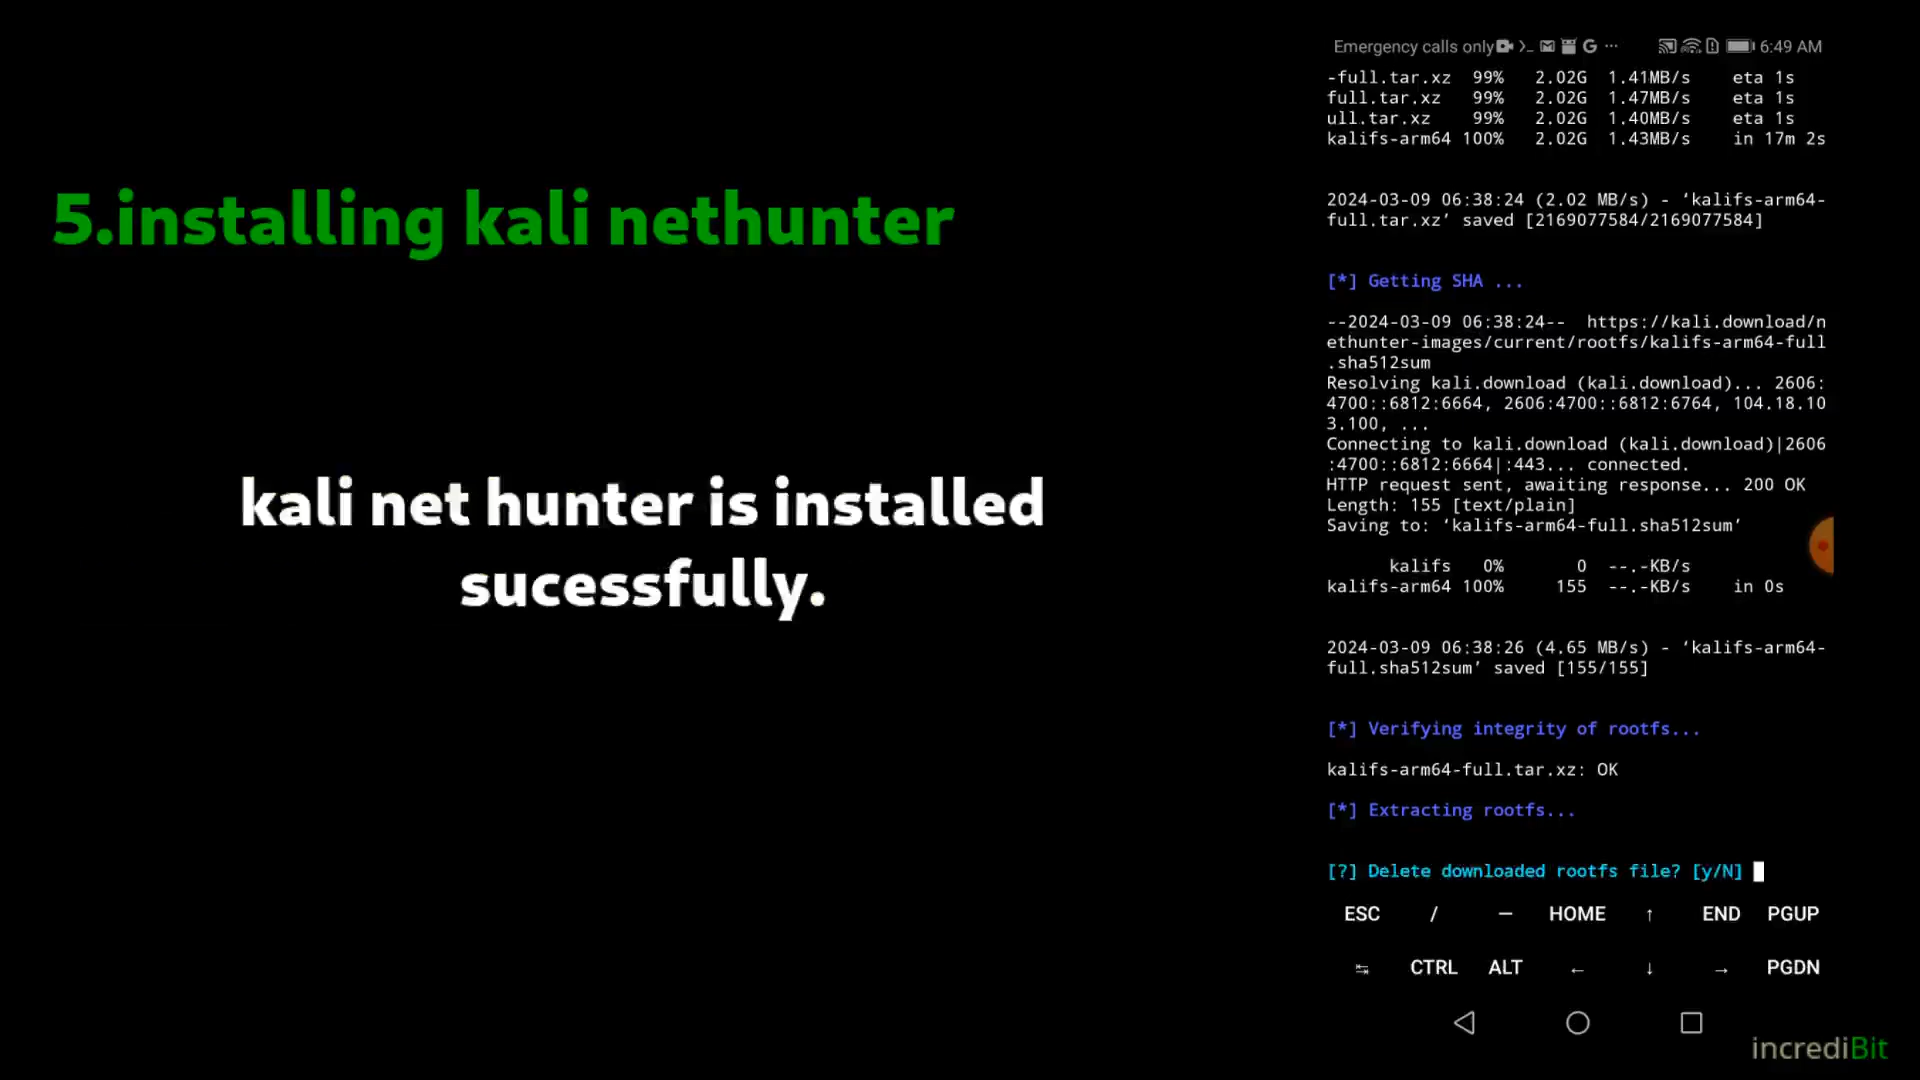 5.installing kali nethunter
kali net hunter is installed
sucessfully.
Emergency calls only ... 6:49 AM
-full.tar.xz 99% 2.02G 1.41MB/s eta 1s
full.tar.xz 99% 2.02G 1.47MB/s eta 1s
ull.tar.xz 99% 2.02G 1.40MB/s eta 1s
kalifs-arm64 100% 2.02G 1.43MB/s in 17m 2s
2024-03-09 06:38:24 (2.02 MB/s) - ‘kalifs-arm64-
full.tar.xz’ saved [2169077584/2169077584]
[*] Getting SHA ...
--2024-03-09 06:38:24-- https://kali.download/n
ethunter-images/current/rootfs/kalifs-arm64-full
.sha512sum
Resolving kali.download (kali.download)... 2606:
4700::6812:6664, 2606:4700::6812:6764, 104.18.10
3.100, ...
Connecting to kali.download (kali.download)|2606
:4700::6812:6664|:443... connected.
HTTP request sent, awaiting response... 200 OK
Length: 155 [text/plain]
Saving to: ‘kalifs-arm64-full.sha512sum’
kalifs 0% 0 --.-KB/s
kalifs-arm64 100% 155 --.-KB/s in 0s
2024-03-09 06:38:26 (4.65 MB/s) - ‘kalifs-arm64-
full.sha512sum’ saved [155/155]
[*] Verifying integrity of rootfs...
kalifs-arm64-full.tar.xz: OK
[*] Extracting rootfs...
[?] Delete downloaded rootfs file? [y/N]
ESC / — HOME ↑ END PGUP
↹ CTRL ALT ← ↓ → PGDN
incrediBit